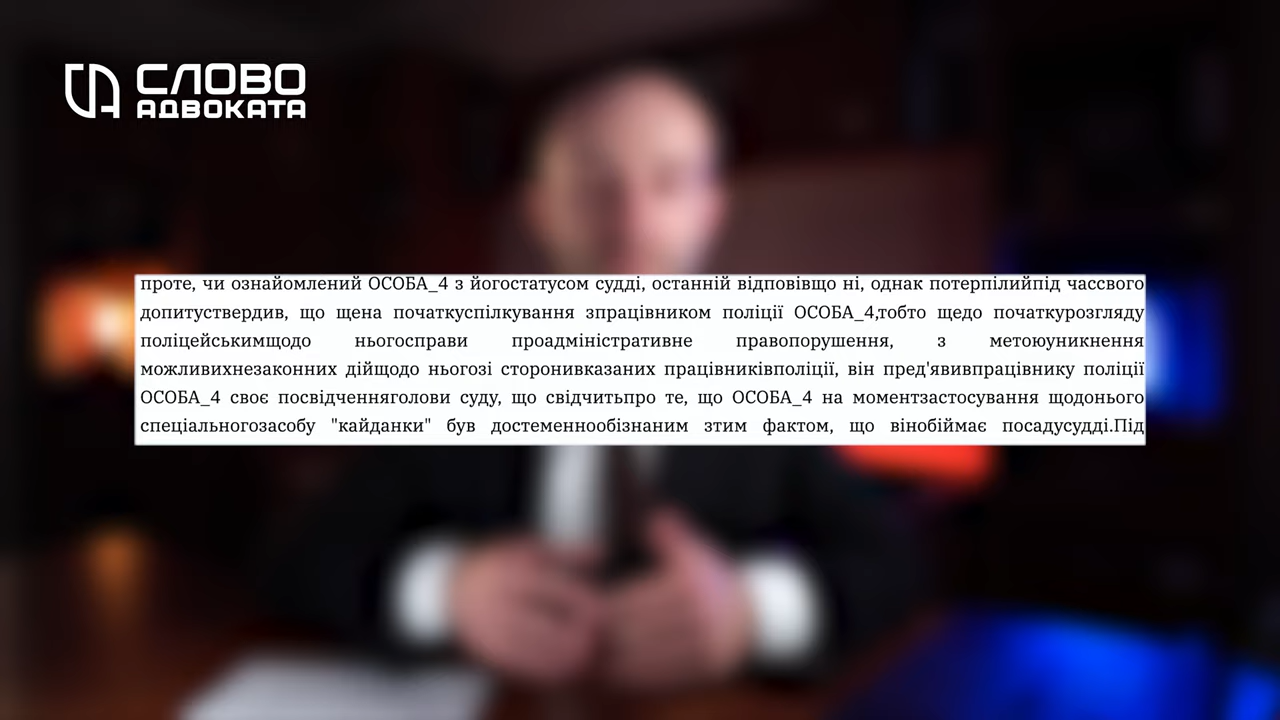 СЛОВО
АДВОКАТА
проте, чи ознайомлений ОСОБА_4 з йогостатусом судді, останній відповівщо ні, однак потерпілийпід чассвого
допитуствердив, що щена початкуспілкування зпрацівником поліції ОСОБА_4,тобто щедо початкурозгляду
поліцейськимщодо ньогосправи проадміністративне правопорушення, з метоюуникнення
можливихнезаконних дійщодо ньогозі сторонивказаних працівниківполіції, він пред'явивпрацівнику поліції
ОСОБА_4 своє посвідченняголови суду, що свідчитьпро те, що ОСОБА_4 на моментзастосування щодонього
спеціальногозасобу "кайданки" був достеменнообізнаним зтим фактом, що вінобіймає посадусудді.Під